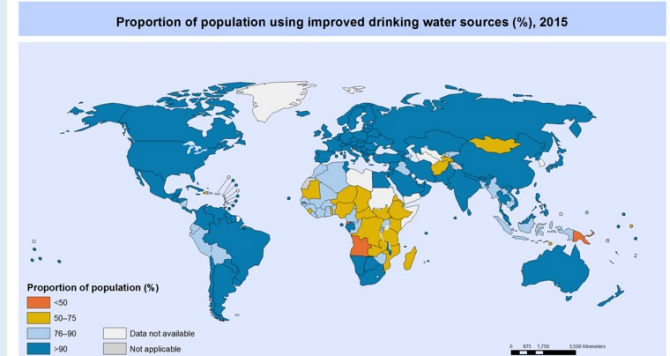 Proportion of population using improved drinking water sources (%), 2015
Proportion of population (%)
<50
50–75
76–90
>90
Data not available
Not applicable
0 875 1,750 3,500 Kilometers